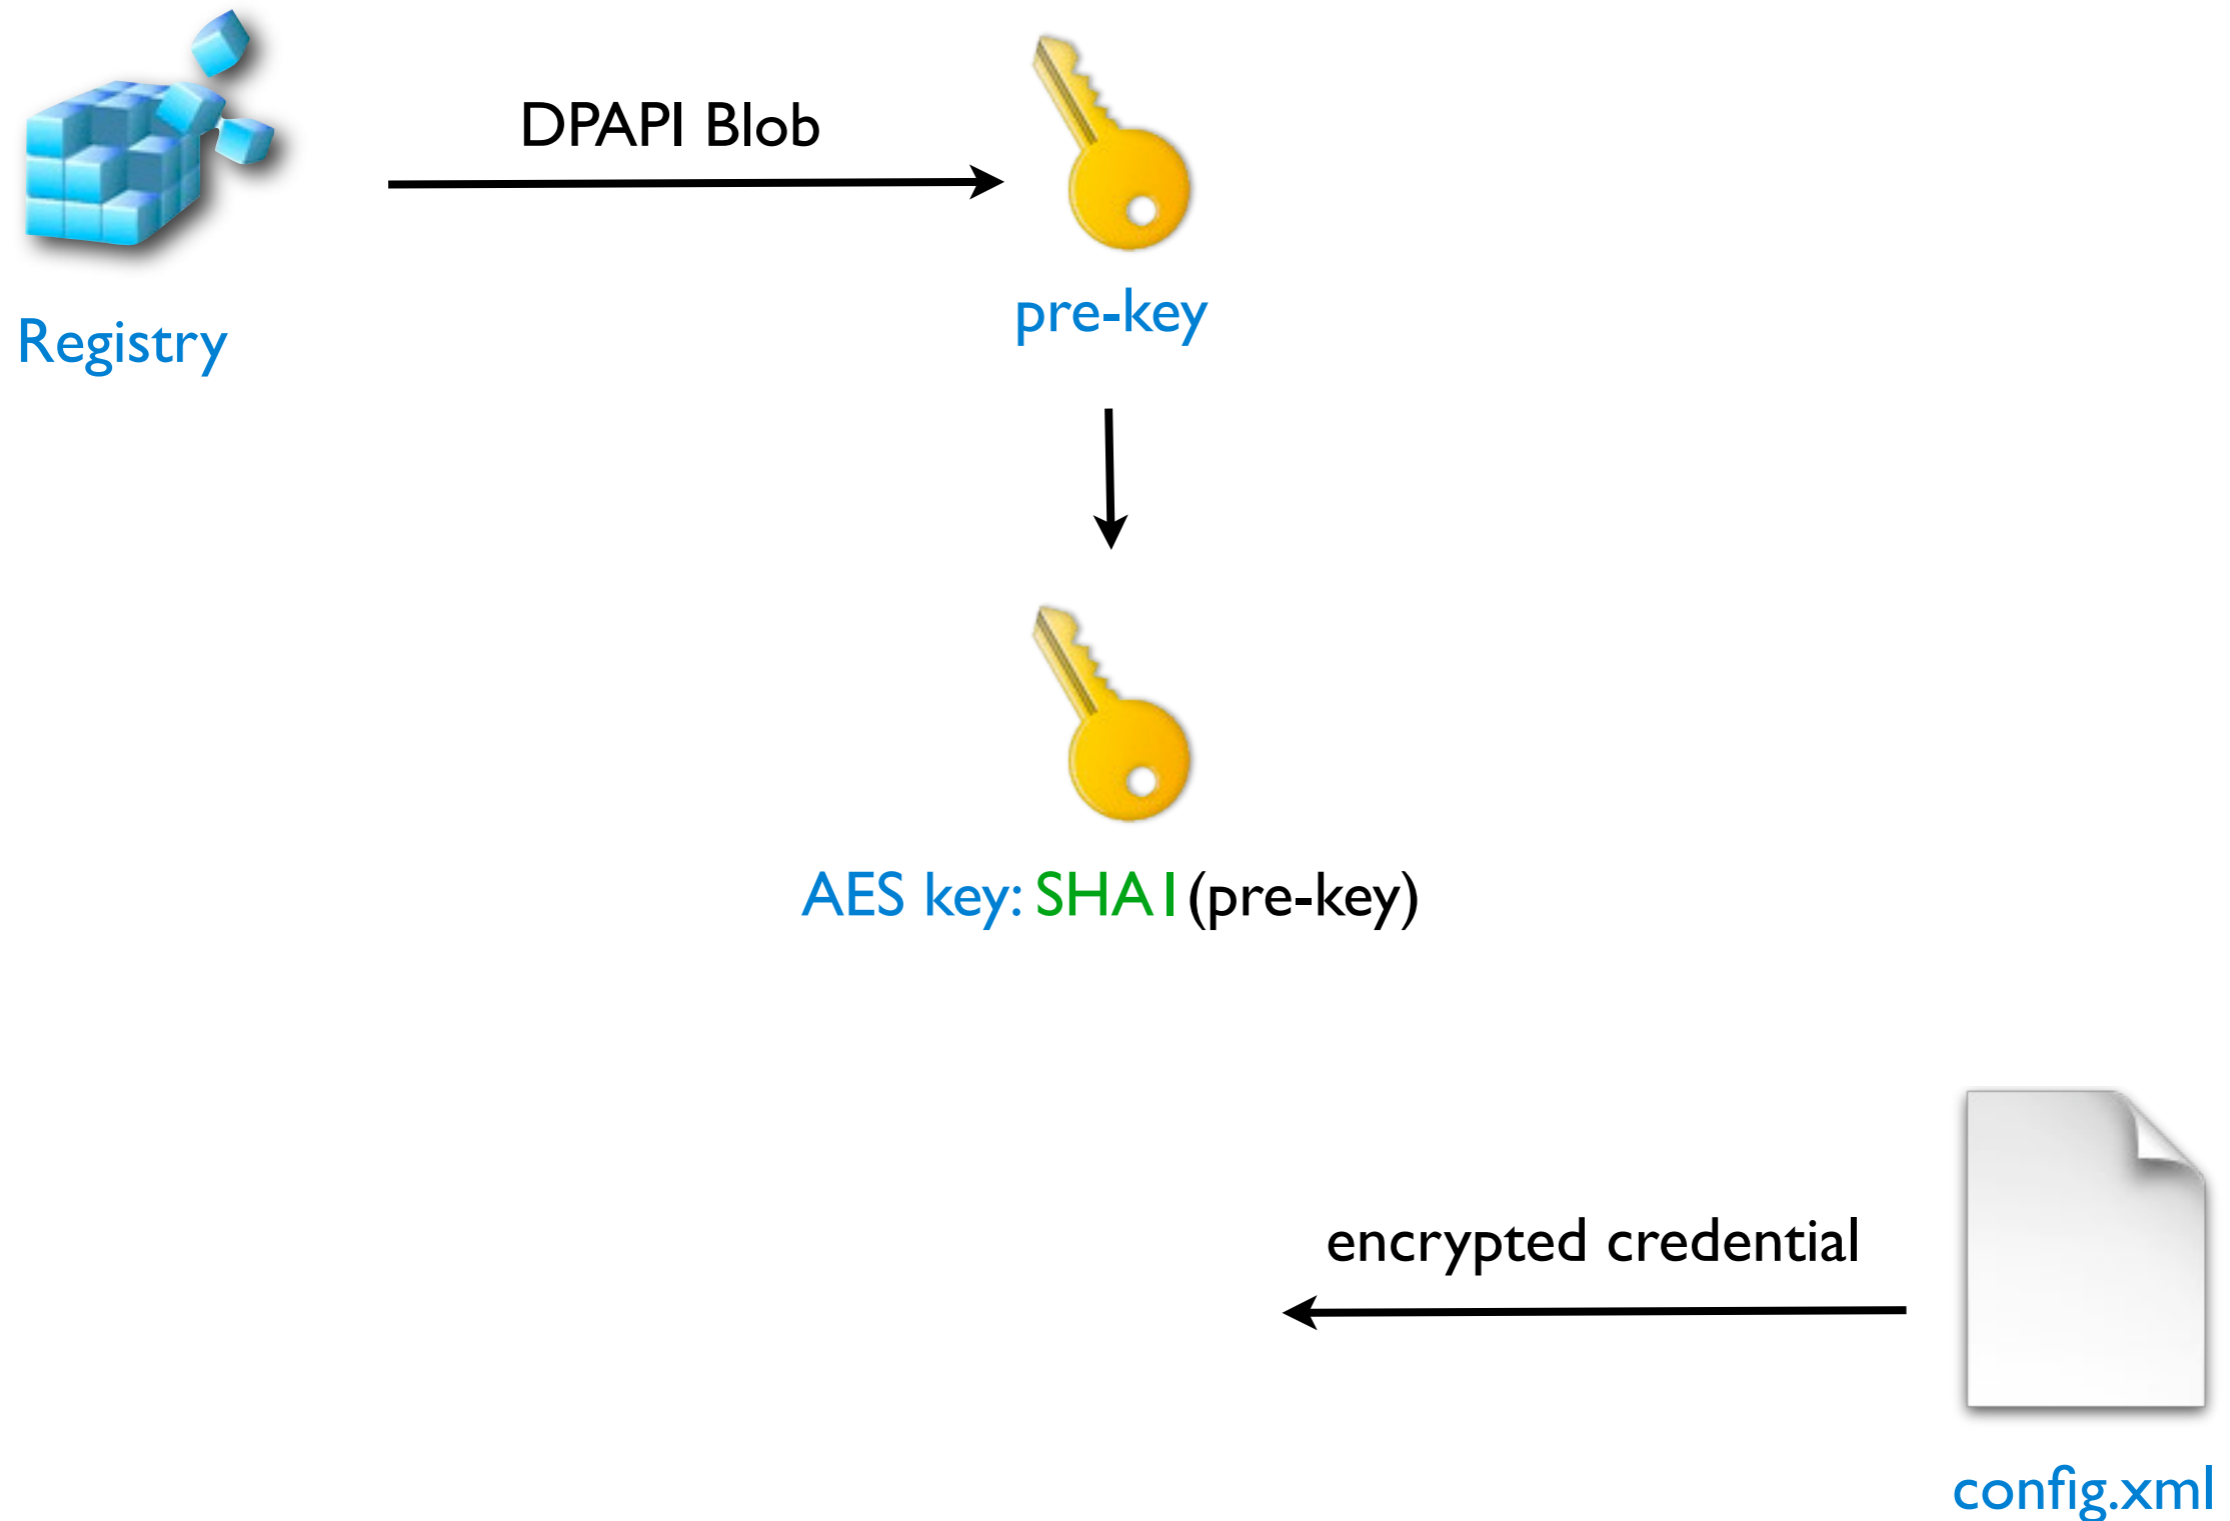 DPAPI Blob
pre-key
Registry
AES key: SHA1(pre-key)
encrypted credential
config.xml